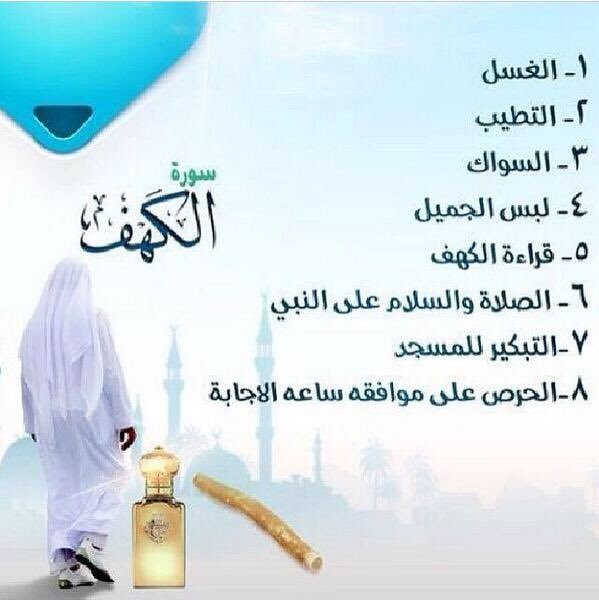 ١- الغسل
٢- التطيب
٣- السواك
٤- لبس الجميل
٥- قراءة الكهف
٦- الصلاة والسلام على النبي
٧-التبكير للمسجد
٨-الحرص على موافقه ساعه الاجابة
سورة
الكهف